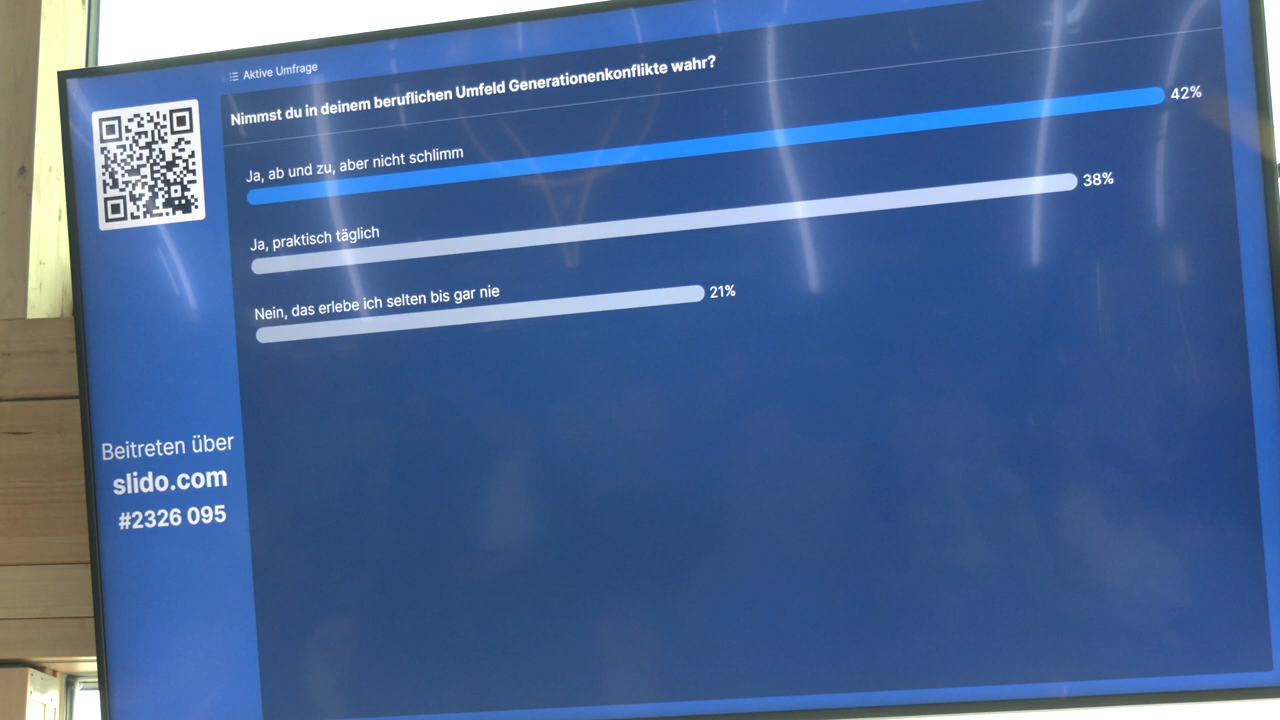 Aktive Umfrage
Nimmst du in deinem beruflichen Umfeld Generationenkonflikte wahr?
Ja, ab und zu, aber nicht schlimm
42%
Ja, praktisch täglich
38%
Nein, das erlebe ich selten bis gar nie
21%
Beitreten über
slido.com
#2326 095